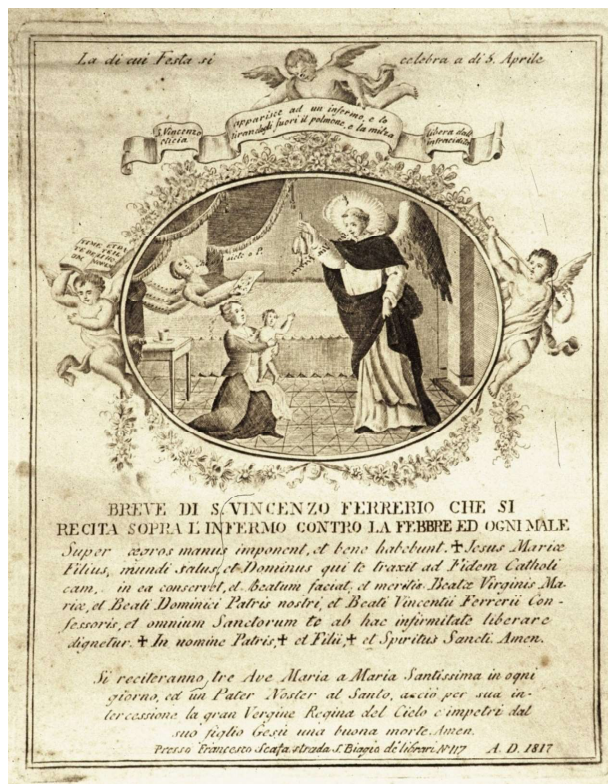 La di cui Festa si celebra a di 5. Aprile
S. Vincenzo
apparisce ad un infermo, e lo
tirandogli fuori il polmone, e la milza
libera dall'
TIME
BREVE DI S. VINCENZO FERRERIO CHE SI
RECITA SOPRA L'INFERMO CONTRO LA FEBBRE ED OGNI MALE
Super ægros manus imponent, et bene habebunt. ✝ Jesus Mariæ
Filius, mundi salus, et Dominus qui te traxit ad Fidem Catholi
cam, in ea conservet, et beatum faciat, et meritis Beatæ Virginis Ma-
riæ, et Beati Dominici Patris nostri, et Beati Vincentii Ferrerii Con-
fessoris, et omnium Sanctorum te ab hac infirmitate liberare
dignetur. ✝ In nomine Patris, ✝ et Filii, ✝ et Spiritus Sancti. Amen.
Si reciteranno, tre Ave Maria a Maria Santissima in ogni
giorno, ed un Pater Noster al Santo, acciò per sua in-
tercessione la gran Vergine Regina del Cielo c'impetri dal
suo figlio Gesù una buona morte. Amen.
Presso Francesco Scafa, strada S. Biagio de' librari N.º 117 A. D. 1817